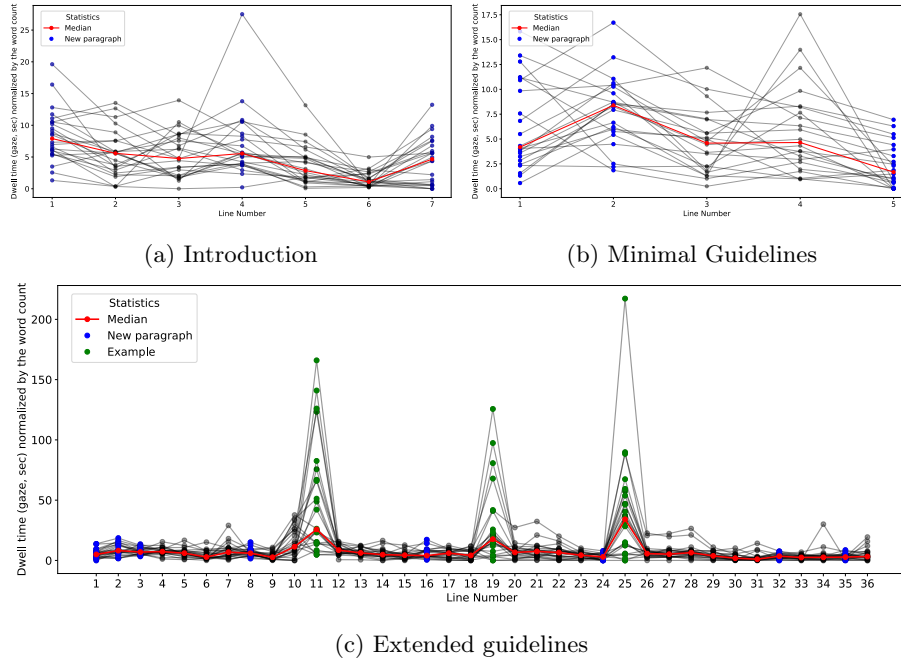 Dwell time (gaze, sec) normalized by the word count
25
20
15
10
5
0
Statistics
Median
New paragraph
1 2 3 4 5 6 7
Line Number
(a) Introduction
Dwell time (gaze, sec) normalized by the word count
17.5
15.0
12.5
10.0
7.5
5.0
2.5
0.0
Statistics
Median
New paragraph
1 2 3 4 5
Line Number
(b) Minimal Guidelines
Dwell time (gaze, sec) normalized by the word count
200
150
100
50
0
Statistics
Median
New paragraph
Example
1 2 3 4 5 6 7 8 9 10 11 12 13 14 15 16 17 18 19 20 21 22 23 24 25 26 27 28 29 30 31 32 33 34 35 36
Line Number
(c) Extended guidelines